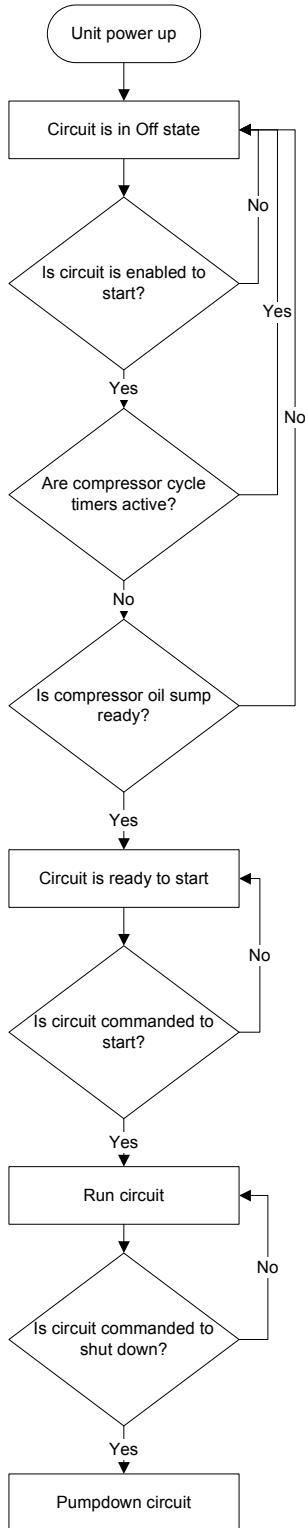 Unit power up
Circuit is in Off state
No
Is circuit is enabled to
start?
Yes
Yes
No
Are compressor cycle
timers active?
No
Is compressor oil sump
ready?
Yes
Circuit is ready to start
No
Is circuit commanded to
start?
Yes
Run circuit
No
Is circuit commanded to
shut down?
Yes
Pumpdown circuit